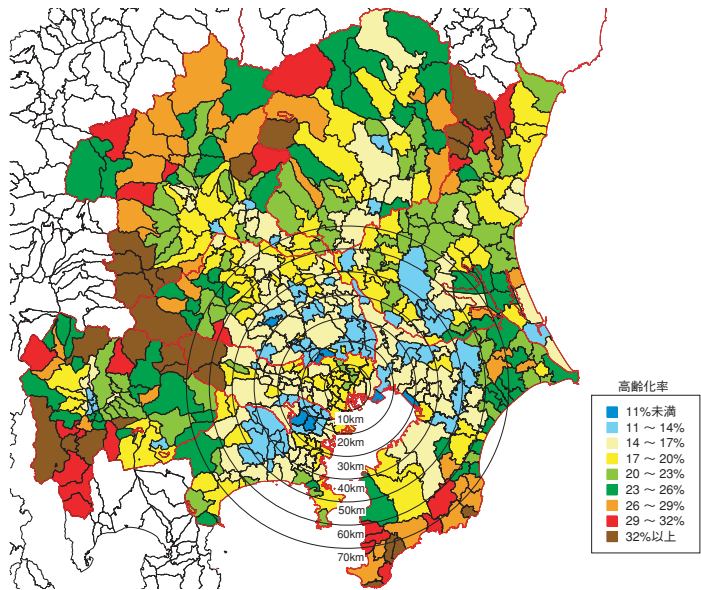 高齢化率
11%未満
11 ～ 14%
14 ～ 17%
17 ～ 20%
20 ～ 23%
23 ～ 26%
26 ～ 29%
29 ～ 32%
32%以上
10km
20km
30km
40km
50km
60km
70km